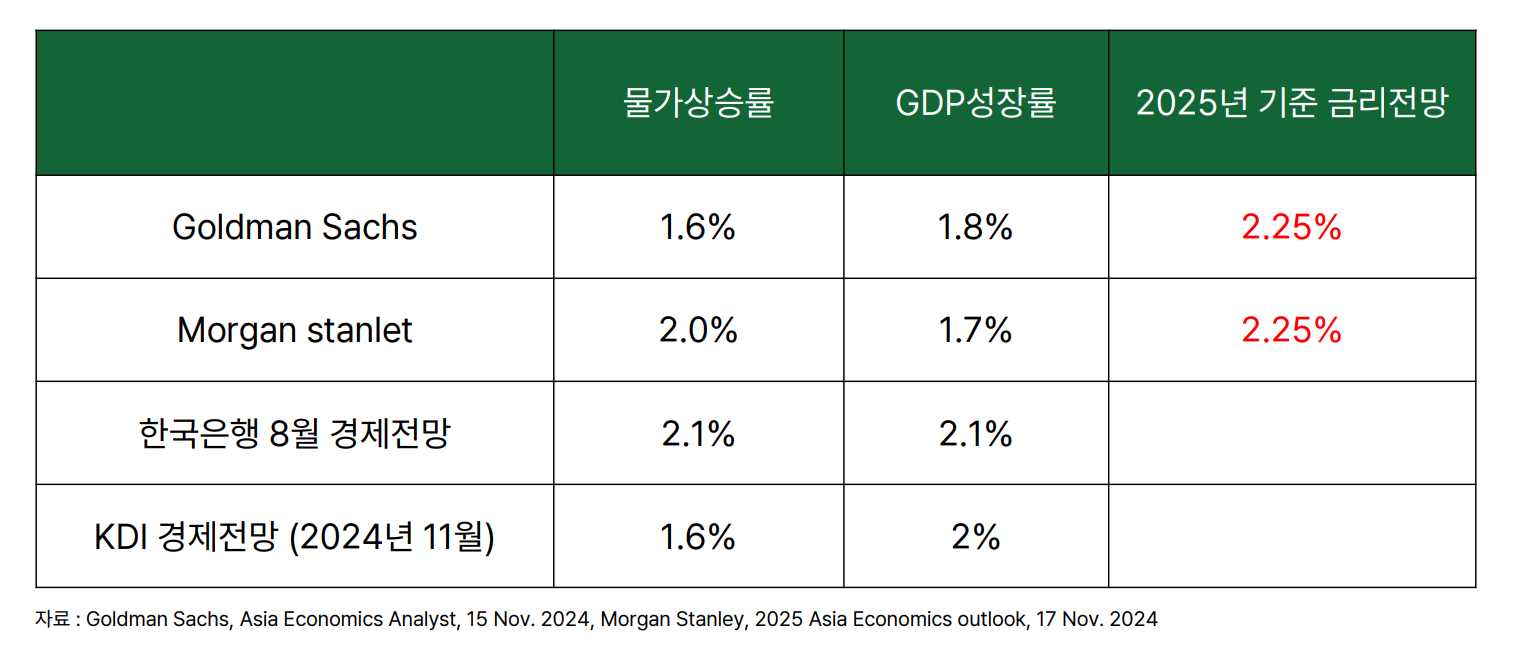 물가상승률 GDP성장률 2025년 기준 금리전망
Goldman Sachs 1.6% 1.8% 2.25%
Morgan stanlet 2.0% 1.7% 2.25%
한국은행 8월 경제전망 2.1% 2.1%
KDI 경제전망 (2024년 11월) 1.6% 2%
자료 : Goldman Sachs, Asia Economics Analyst, 15 Nov. 2024, Morgan Stanley, 2025 Asia Economics outlook, 17 Nov. 2024